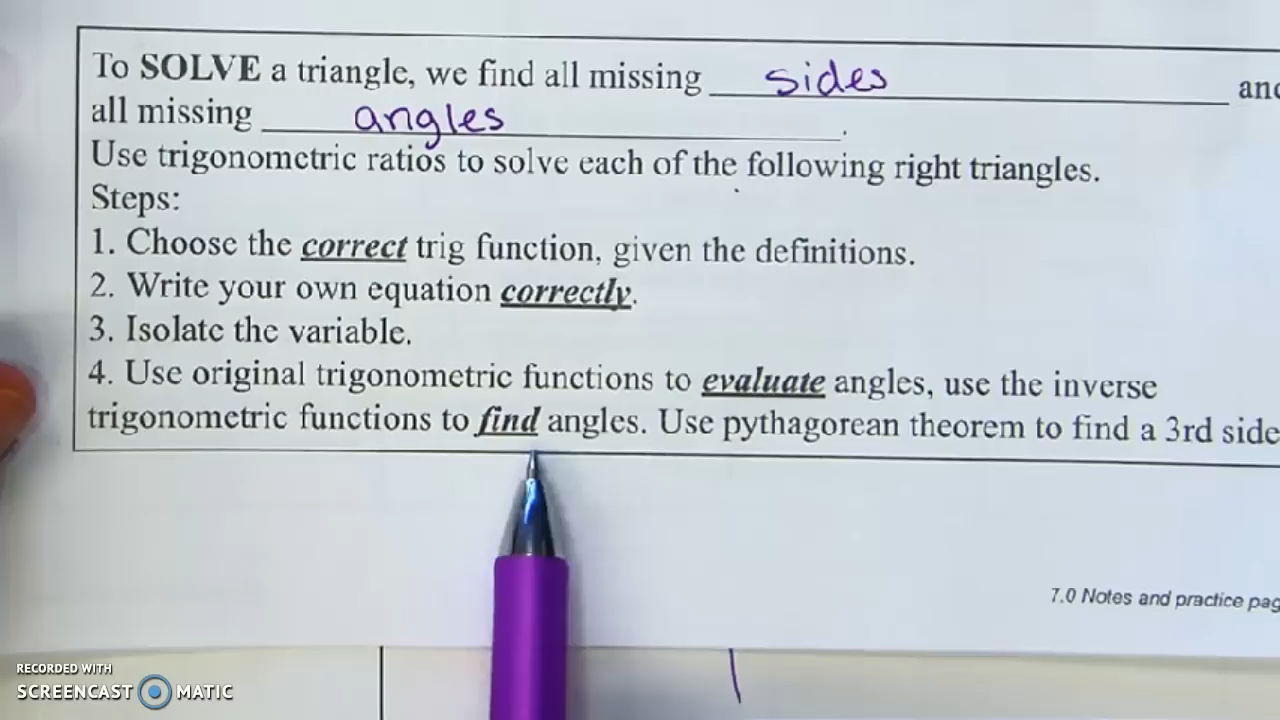 To SOLVE a triangle, we find all missing sides
all missing angles.
Use trigonometric ratios to solve each of the following right triangles.
Steps:
1. Choose the correct trig function, given the definitions.
2. Write your own equation correctly.
3. Isolate the variable.
4. Use original trigonometric functions to evaluate angles, use the inverse
trigonometric functions to find angles. Use pythagorean theorem to find a 3rd side
7.0 Notes and practice
RECORDED WITH
SCREENCAST MATIC